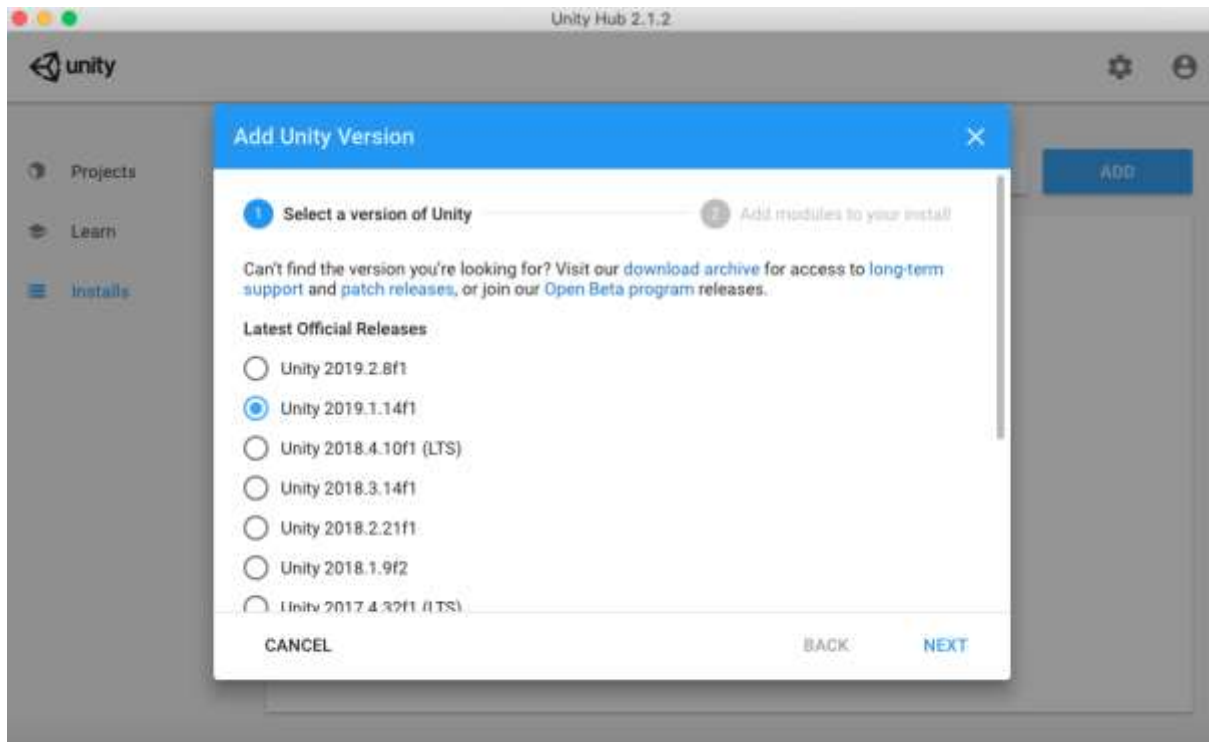 Unity Hub 2.1.2
unity
Add Unity Version
Projects
ADD
1 Select a version of Unity
2 Add modules to your install
Learn
Can't find the version you're looking for? Visit our download archive for access to long-term
support and patch releases, or join our Open Beta program releases.
Installs
Latest Official Releases
Unity 2019.2.8f1
Unity 2019.1.14f1
Unity 2018.4.10f1 (LTS)
Unity 2018.3.14f1
Unity 2018.2.21f1
Unity 2018.1.9f2
Unity 2017.4.32f1 (LTS)
CANCEL
BACK
NEXT